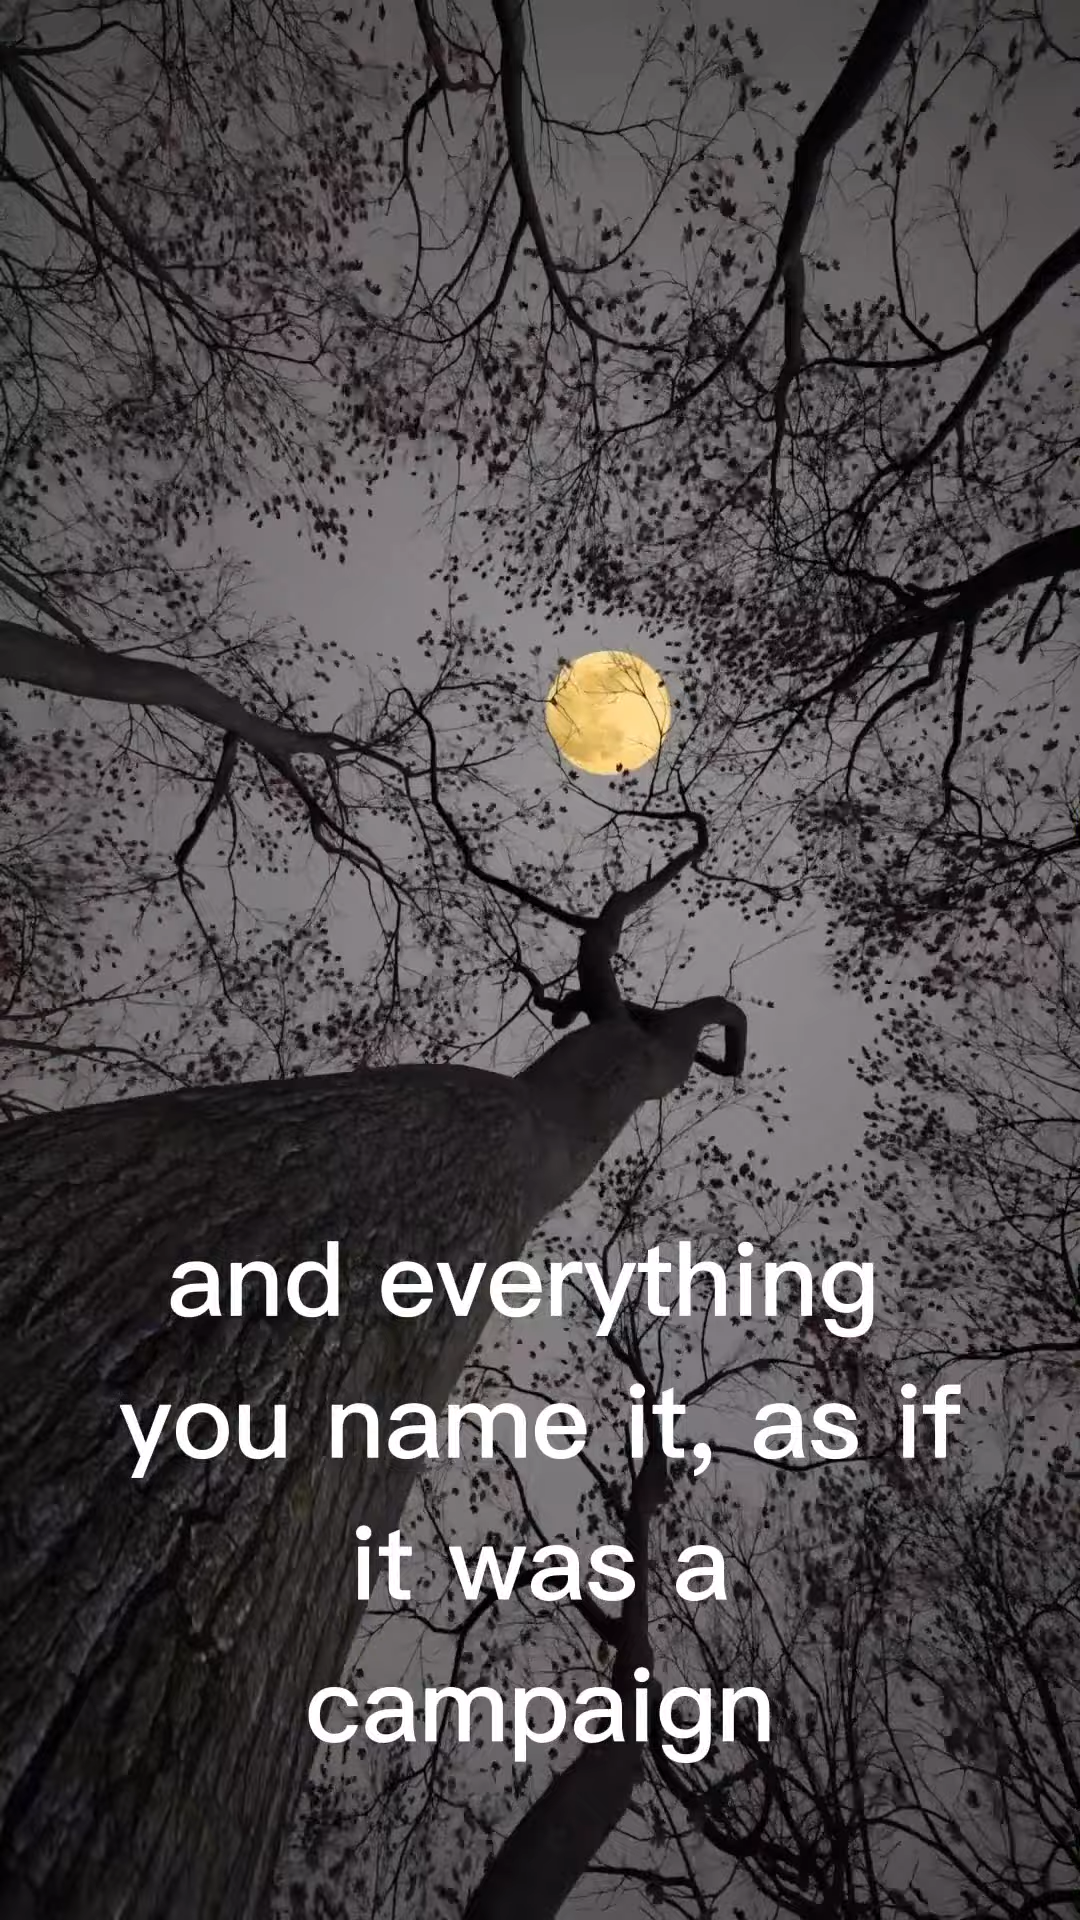 and everything
you name it, as if
it was a
campaign